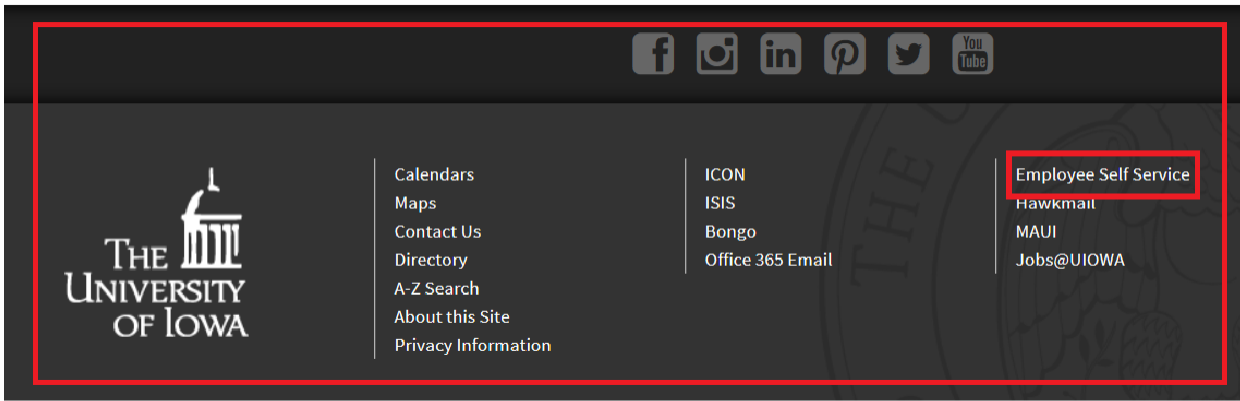 You
Tube
THE
UNIVERSITY
OF IOWA
Calendars
Maps
Contact Us
Directory
A-Z Search
About this Site
Privacy Information
ICON
ISIS
Bongo
Office 365 Email
Employee Self Service
Hawkmail
MAUI
Jobs@UIOWA
THE